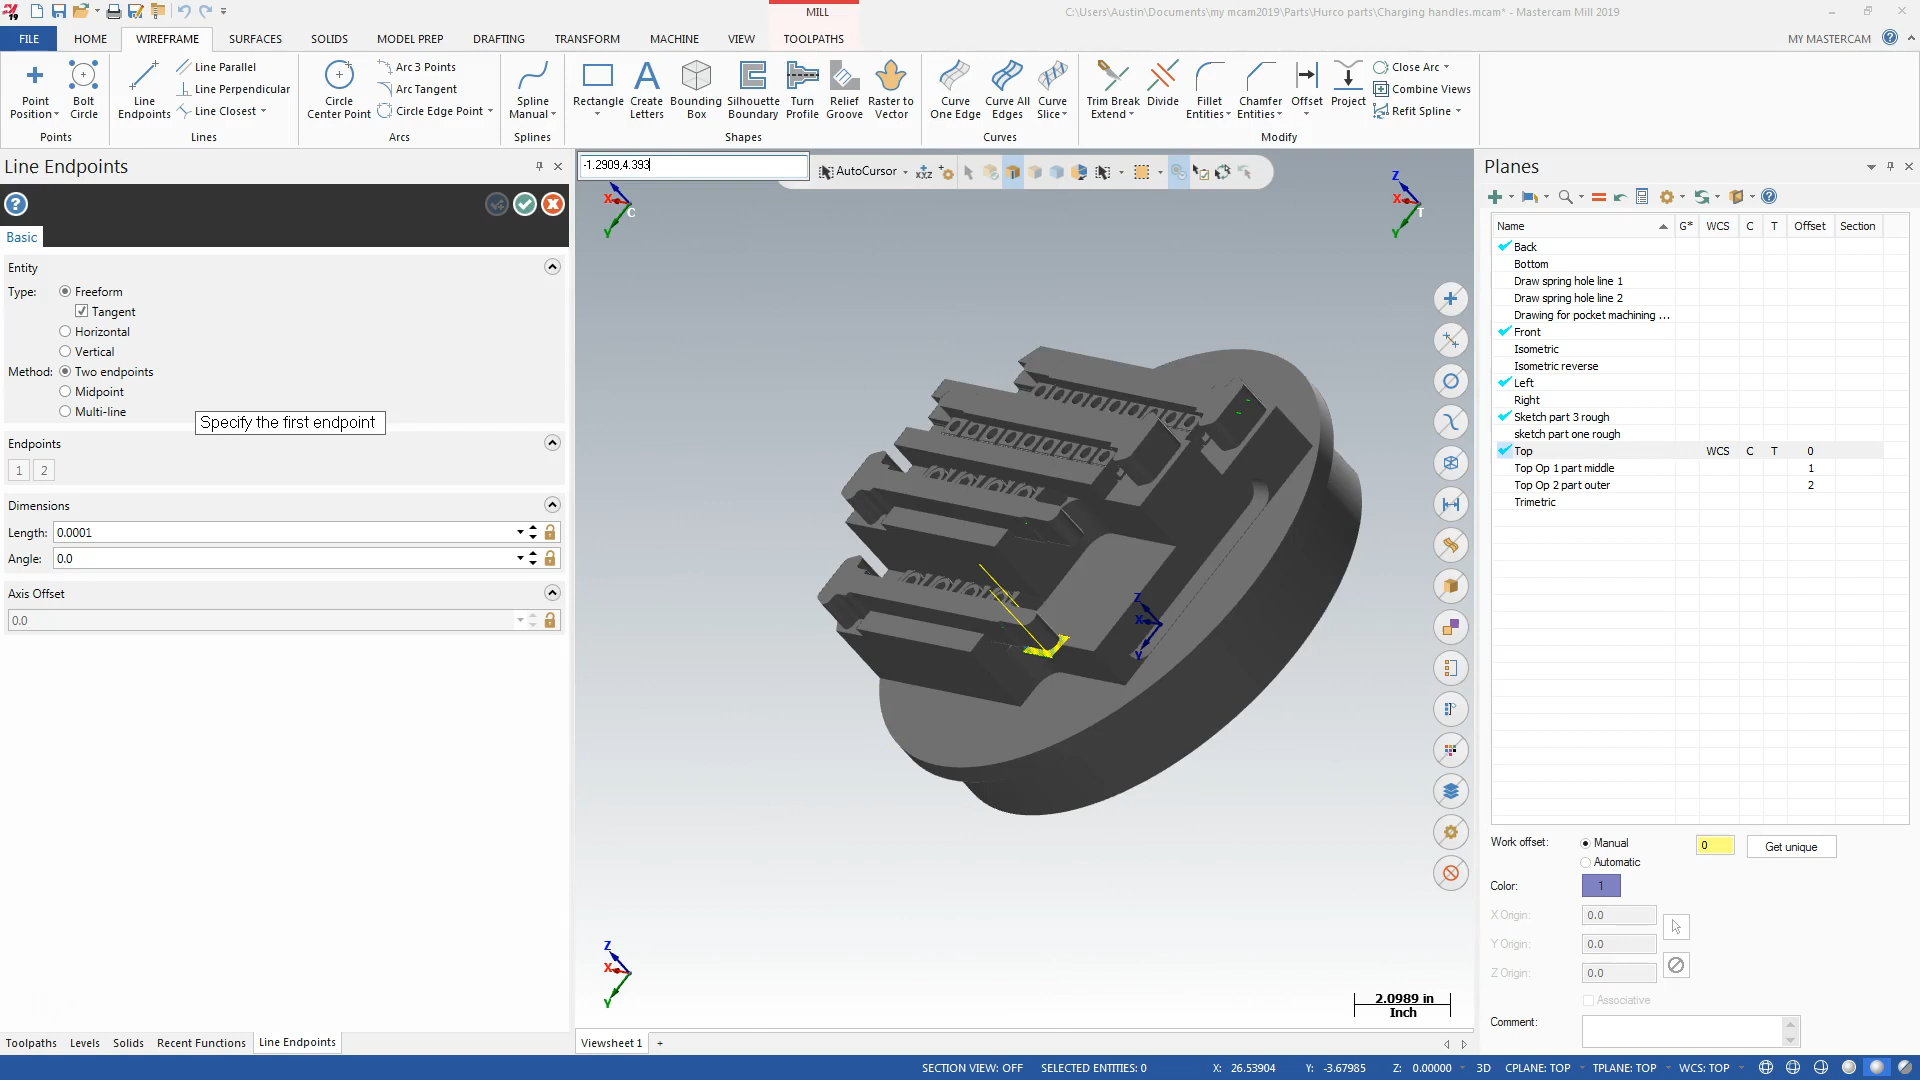 19
MILL
C:\Users\Austin\Documents\my mcam2019\Parts\Hurco parts\Charging handles.mcam* - Mastercam Mill 2019
FILE HOME WIREFRAME SURFACES SOLIDS MODEL PREP DRAFTING TRANSFORM MACHINE VIEW TOOLPATHS MY MASTERCAM
Line Parallel
Line Perpendicular
Line Closest
Arc 3 Points
Arc Tangent
Circle Edge Point
Close Arc
Combine Views
Refit Spline
Point Position
Bolt Circle
Line Endpoints
Circle Center Point
Spline Manual
Rectangle
Create Letters
Bounding Box
Silhouette Boundary
Turn Profile
Relief Groove
Raster to Vector
Curve One Edge
Curve All Edges
Curve Slice
Trim Break Extend
Divide
Fillet Entities
Chamfer Entities
Offset
Project
Points Lines Arcs Splines Shapes Curves Modify
Line Endpoints
Basic
Entity
Type: Freeform
Tangent
Horizontal
Vertical
Method: Two endpoints
Midpoint
Multi-line
Specify the first endpoint
Endpoints
1 2
Dimensions
Length: 0.0001
Angle: 0.0
Axis Offset
0.0
Toolpaths Levels Solids Recent Functions Line Endpoints
-1.2909,4.393
AutoCursor
XYZ
X C
Y
Z
X T
Y
Z
X
Y
Z
X
Y
2.0989 in
Inch
Viewsheet 1 +
Planes
Name G* WCS C T Offset Section
Back
Bottom
Draw spring hole line 1
Draw spring hole line 2
Drawing for pocket machining ...
Front
Isometric
Isometric reverse
Left
Right
Sketch part 3 rough
sketch part one rough
Top WCS C T 0
Top Op 1 part middle 1
Top Op 2 part outer 2
Trimetric
Work offset: Manual 0 Get unique
Automatic
Color: 1
X Origin: 0.0
Y Origin: 0.0
Z Origin: 0.0
Associative
Comment:
SECTION VIEW: OFF SELECTED ENTITIES: 0 X: 26.53904 Y: -3.67985 Z: 0.00000 3D CPLANE: TOP TPLANE: TOP WCS: TOP